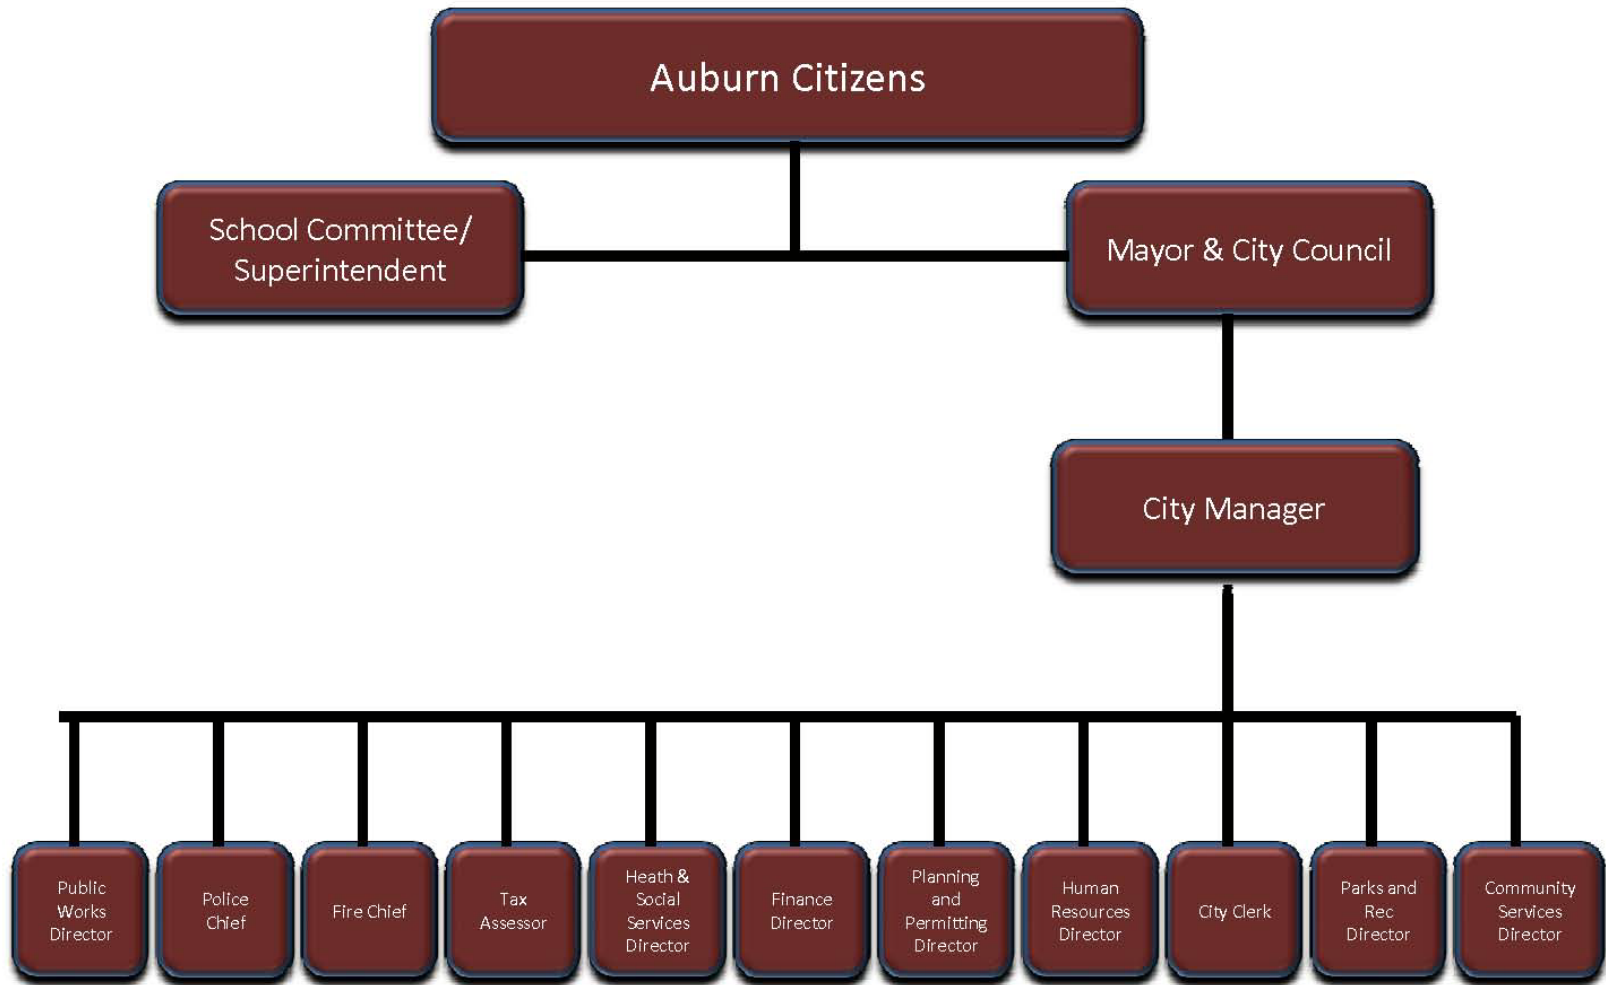 Auburn Citizens
School Committee/
Superintendent
Mayor & City Council
City Manager
Public
Works
Director
Police
Chief
Fire Chief
Tax
Assessor
Heath &
Social
Services
Director
Finance
Director
Planning
and
Permitting
Director
Human
Resources
Director
City Clerk
Parks and
Rec
Director
Community
Services
Director